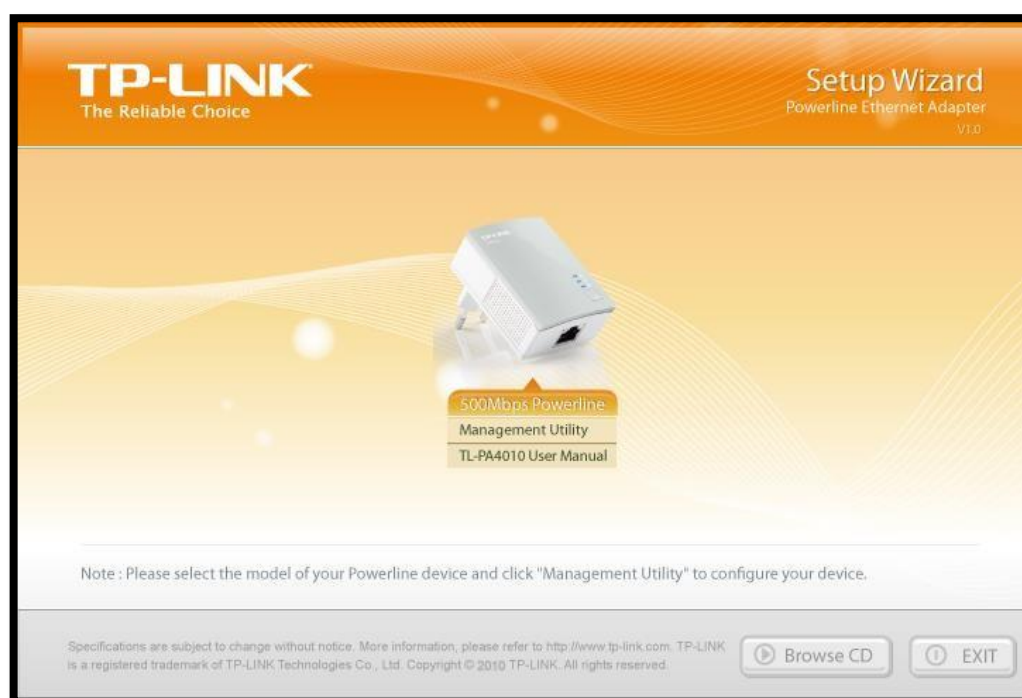 TP-LINK
The Reliable Choice
Setup Wizard
Powerline Ethernet Adapter
V1.0
500Mbps Powerline
Management Utility
TL-PA4010 User Manual
Note : Please select the model of your Powerline device and click "Management Utility" to configure your device.
Specifications are subject to change without notice. More information, please refer to http://www.tp-link.com. TP-LINK
is a registered trademark of TP-LINK Technologies Co., Ltd. Copyright © 2010 TP-LINK. All rights reserved.
Browse CD
EXIT